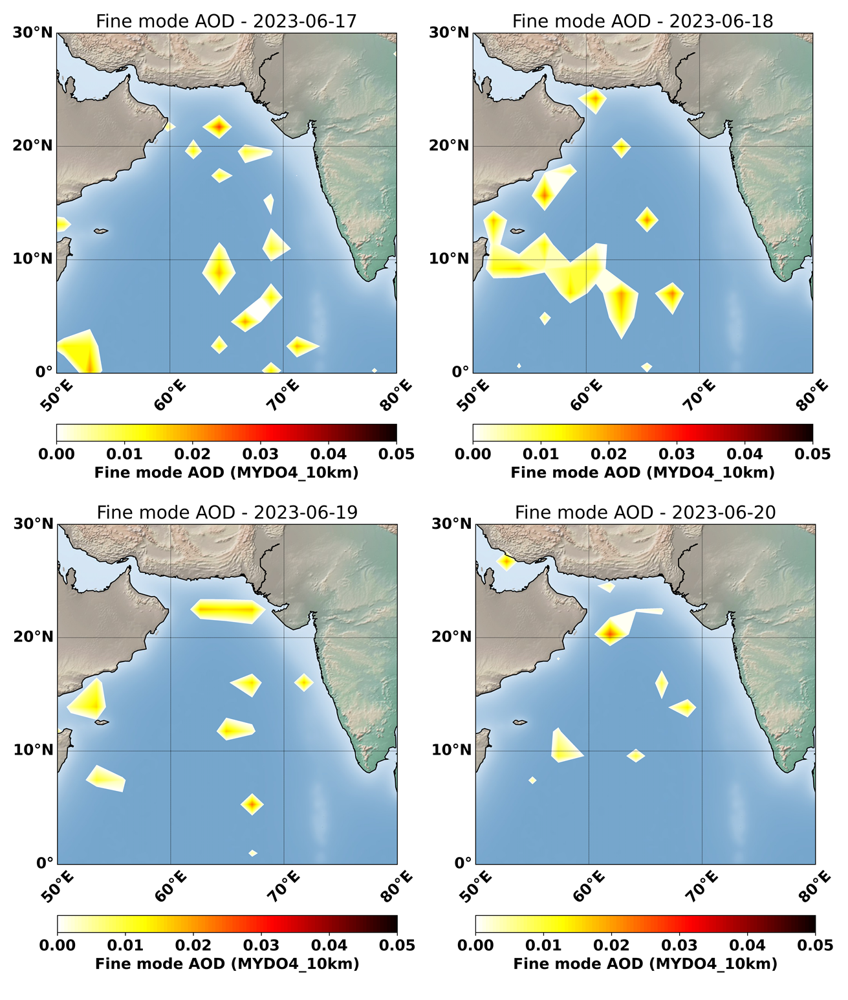 Fine mode AOD - 2023-06-17
30°N
20°N
10°N
0°
50°E 60°E 70°E 80°E
0.00 0.01 0.02 0.03 0.04 0.05
Fine mode AOD (MYDO4_10km)
Fine mode AOD - 2023-06-18
30°N
20°N
10°N
0°
50°E 60°E 70°E 80°E
0.00 0.01 0.02 0.03 0.04 0.05
Fine mode AOD (MYDO4_10km)
Fine mode AOD - 2023-06-19
30°N
20°N
10°N
0°
50°E 60°E 70°E 80°E
0.00 0.01 0.02 0.03 0.04 0.05
Fine mode AOD (MYDO4_10km)
Fine mode AOD - 2023-06-20
30°N
20°N
10°N
0°
50°E 60°E 70°E 80°E
0.00 0.01 0.02 0.03 0.04 0.05
Fine mode AOD (MYDO4_10km)